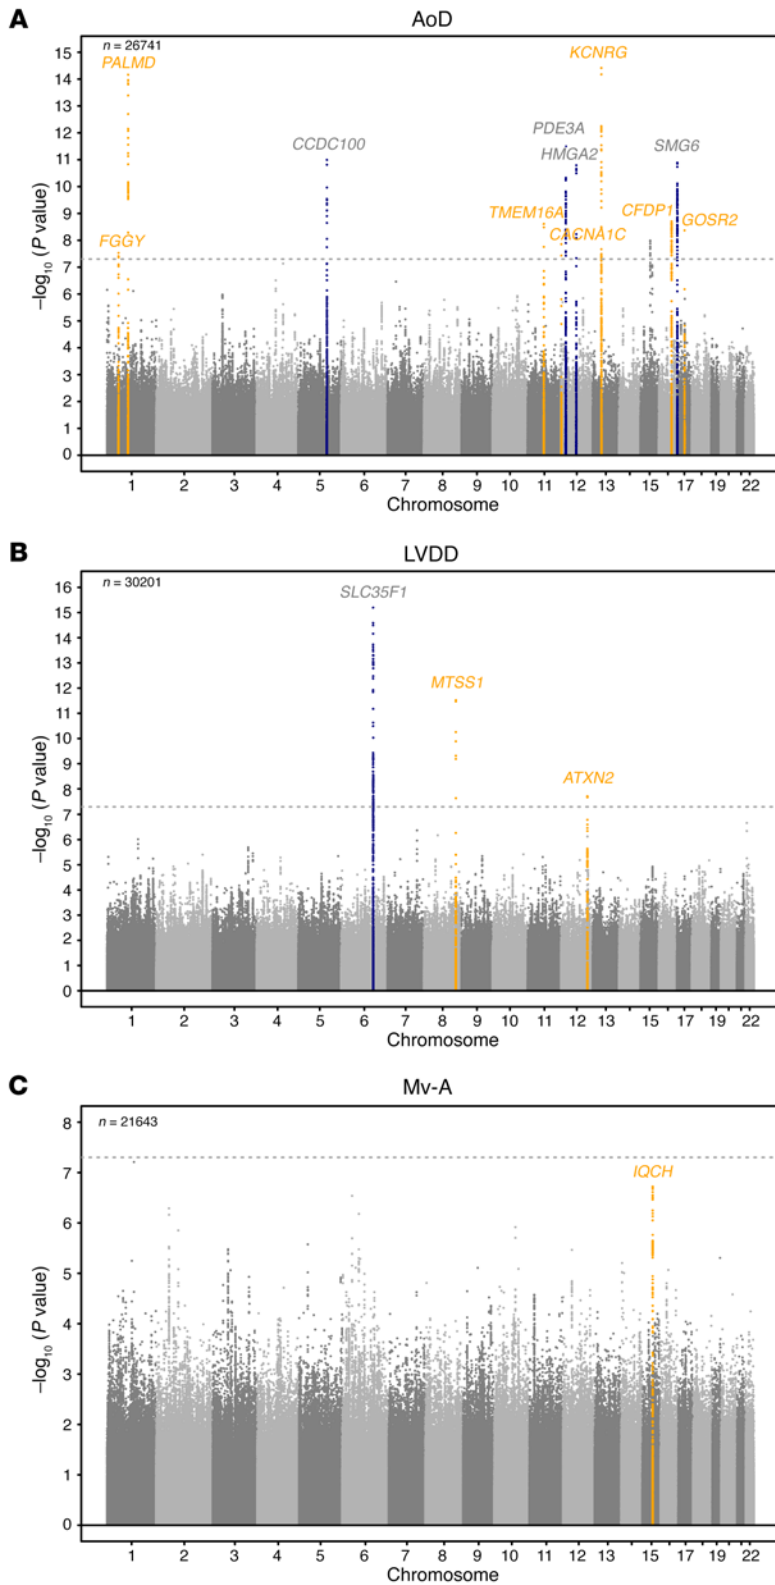 A
AoD
n = 26741
KCNRG
PALMD
PDE3A
CCDC100
HMGA2
SMG6
TMEM16A
CFDP1
GOSR2
CACNA1C
FGGY
15
14
13
12
11
10
9
8
7
6
5
4
3
2
1
0
–log10 (P value)
1 2 3 4 5 6 7 8 9 10 11 12 13 15 17 19 22
Chromosome
B
LVDD
n = 30201
SLC35F1
MTSS1
ATXN2
16
15
14
13
12
11
10
9
8
7
6
5
4
3
2
1
0
–log10 (P value)
1 2 3 4 5 6 7 8 9 10 11 12 13 15 17 19 22
Chromosome
C
Mv-A
n = 21643
IQCH
8
7
6
5
4
3
2
1
0
–log10 (P value)
1 2 3 4 5 6 7 8 9 10 11 12 13 15 17 19 22
Chromosome